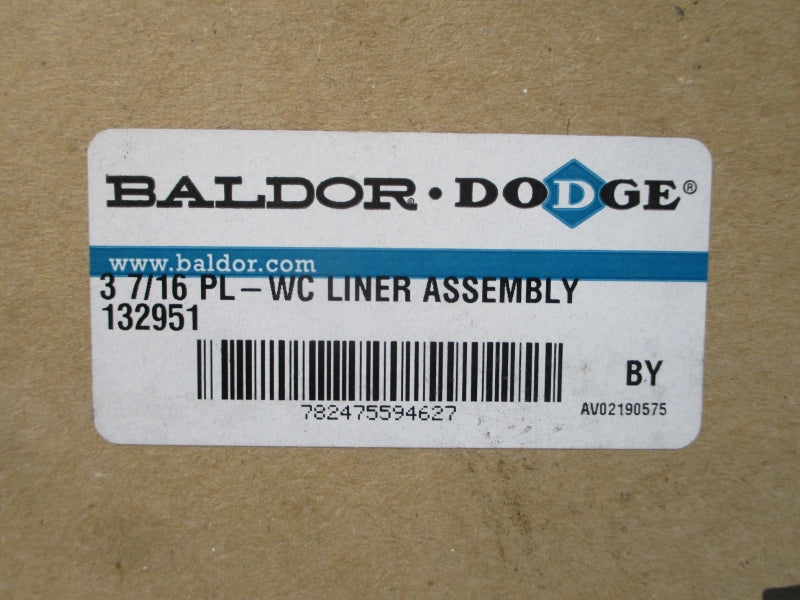 BALDOR • DODGE®
www.baldor.com
3 7/16 PL – WC LINER ASSEMBLY
132951
782475594627
BY
AV02190575